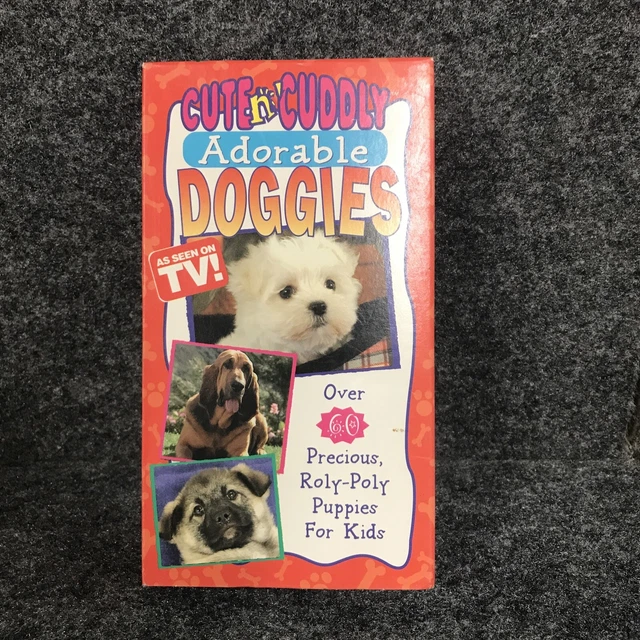 CUTE n' CUDDLY
Adorable
DOGGIES
AS SEEN ON
TV!
Over
60
Precious,
Roly-Poly
Puppies
For Kids